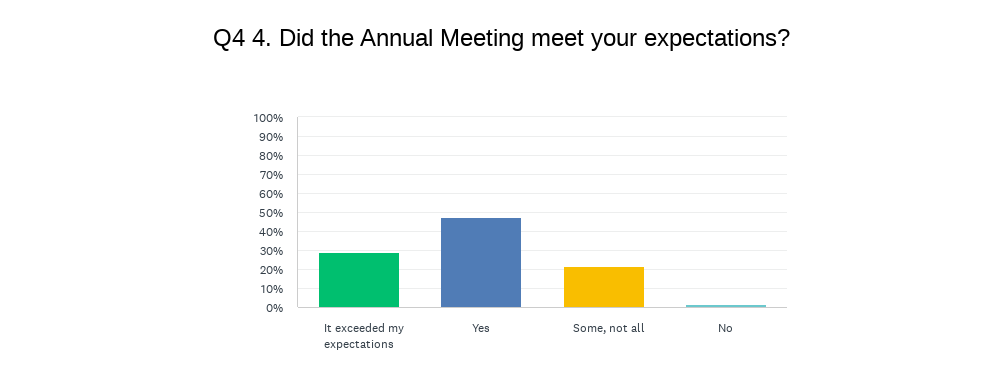 Q4 4. Did the Annual Meeting meet your expectations?
100%
90%
80%
70%
60%
50%
40%
30%
20%
10%
0%
It exceeded my
expectations
Yes
Some, not all
No